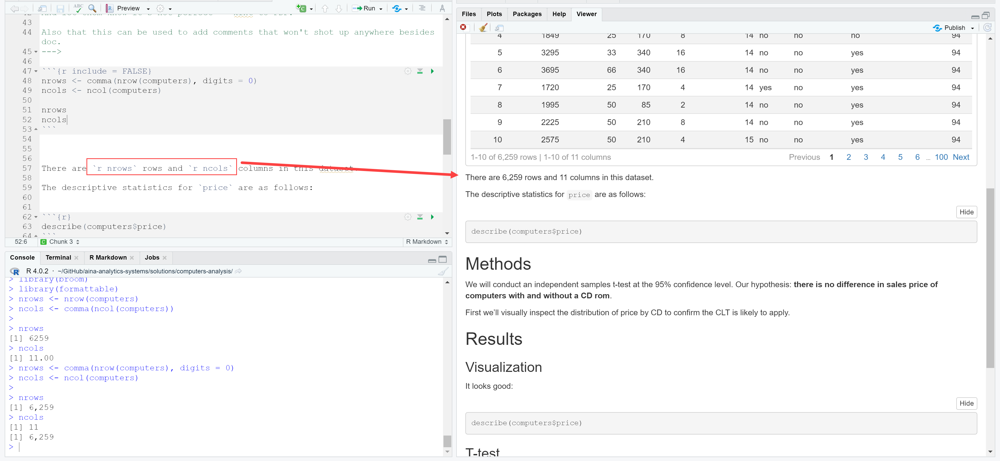 ABC
Preview
Run
43
44 Also that this can be used to add comments that won't shot up anywhere besides
doc.
45 --->
46
47 ```{r include = FALSE}
48 nrows <- comma(nrow(computers), digits = 0)
49 ncols <- ncol(computers)
50
51 nrows
52 ncols
53 ```
54
55
56
57 There are `r nrows` rows and `r ncols` columns in this dataset.
58
59 The descriptive statistics for `price` are as follows:
60
61
62 ```{r}
63 describe(computers$price)
64 ```
52:6 C Chunk 3 R Markdown
Console Terminal R Markdown Jobs
R 4.0.2 · ~/GitHub/aina-analytics-systems/solutions/computers-analysis/
> library(broom)
> library(formattable)
> nrows <- nrow(computers)
> ncols <- comma(ncol(computers))
>
> nrows
[1] 6259
> ncols
[1] 11.00
> nrows <- comma(nrow(computers), digits = 0)
> ncols <- ncol(computers)
>
> nrows
[1] 6,259
> ncols
[1] 11
[1] 6,259
>
Files Plots Packages Help Viewer
Publish
4 1849 25 170 8 14 no no no 94
5 3295 33 340 16 14 no no yes 94
6 3695 66 340 16 14 no no yes 94
7 1720 25 170 4 14 yes no yes 94
8 1995 50 85 2 14 no no yes 94
9 2225 50 210 8 14 no no yes 94
10 2575 50 210 4 15 no no yes 94
1-10 of 6,259 rows | 1-10 of 11 columns Previous 1 2 3 4 5 6 ... 100 Next
There are 6,259 rows and 11 columns in this dataset.
The descriptive statistics for price are as follows:
Hide
describe(computers$price)
Methods
We will conduct an independent samples t-test at the 95% confidence level. Our hypothesis: there is no difference in sales price of
computers with and without a CD rom.
First we’ll visually inspect the distribution of price by CD to confirm the CLT is likely to apply.
Results
Visualization
It looks good:
Hide
describe(computers$price)
T-test